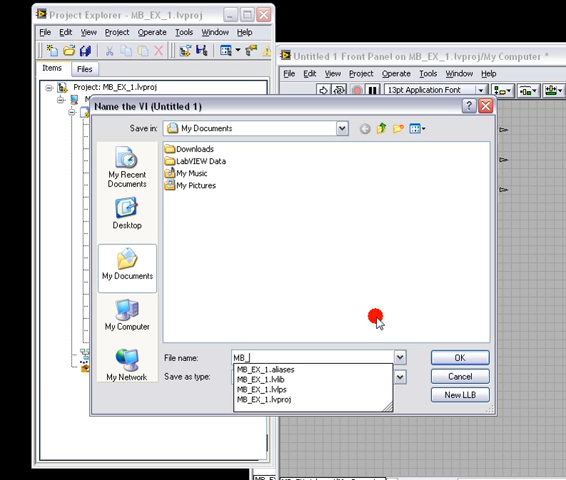 Project Explorer - MB_EX_1.lvproj
File Edit View Project Operate Tools Window
Items Files
Project: MB_EX_1.lvproj
Untitled 1 Front Panel on MB_EX_1.lvproj/My Computer *
File Edit View Project Operate Tools Window Help
13pt Application Font
Name the VI (Untitled 1)
Save in: My Documents
Downloads
LabVIEW Data
My Music
My Pictures
My Recent
Documents
Desktop
My Documents
My Computer
My Network
File name: MB_ OK
Save as type: Cancel
New LLB
MB_EX_1.aliases
MB_EX_1.lvlib
MB_EX_1.lvlps
MB_EX_1.lvproj